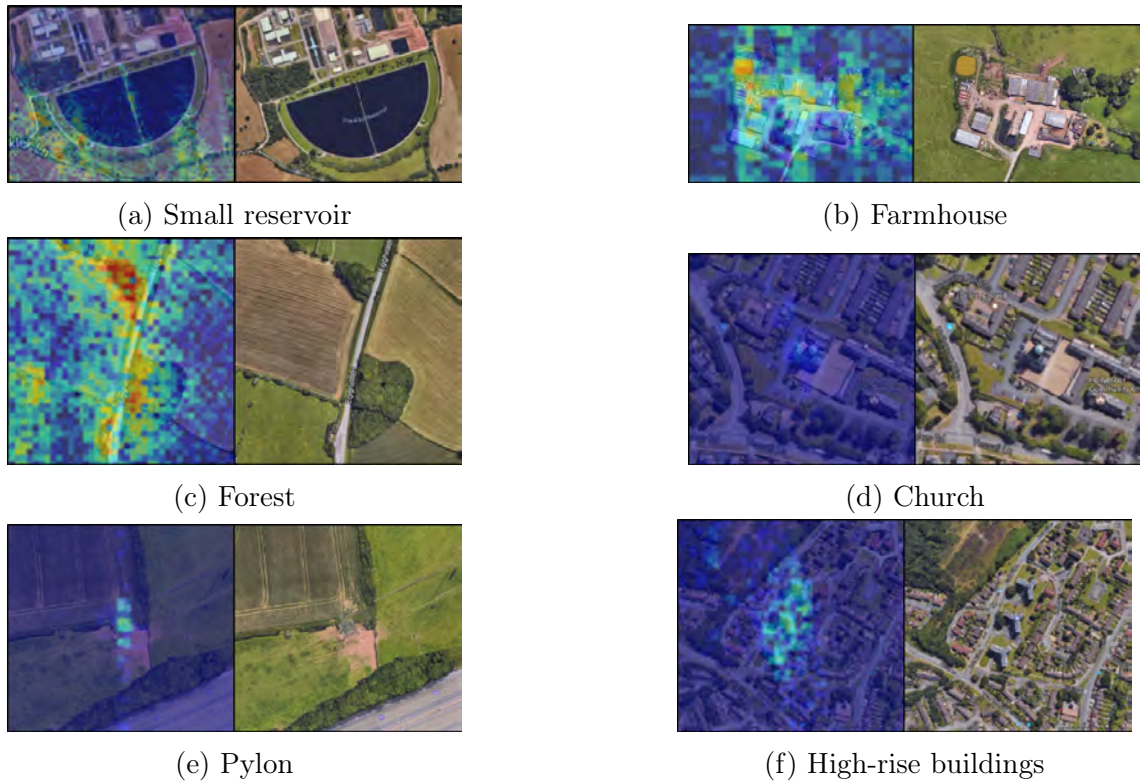 (a) Small reservoir
(b) Farmhouse
(c) Forest
(d) Church
(e) Pylon
(f) High-rise buildings